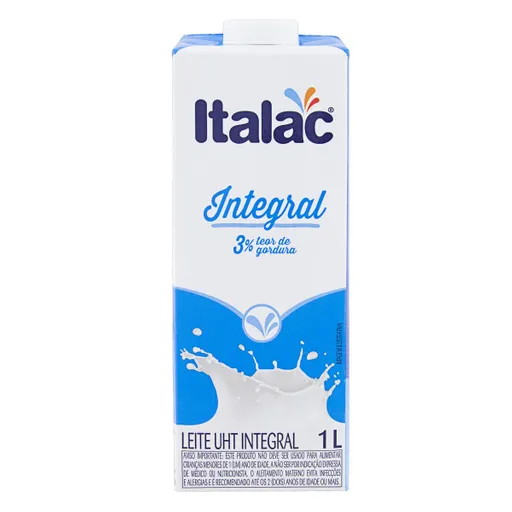 Italac®
Integral
3% teor de
gordura
LEITE UHT INTEGRAL 1L
AVISO IMPORTANTE: ESTE PRODUTO NÃO DEVE SER USADO PARA ALIMENTAR
CRIANÇAS MENORES DE 1 (UM) ANO DE IDADE, A NÃO SER POR INDICAÇÃO EXPRESSA
DE MÉDICO OU NUTRICIONISTA. O ALEITAMENTO MATERNO EVITA INFECÇÕES
E ALERGIAS E É RECOMENDADO ATÉ OS 2 (DOIS) ANOS DE IDADE OU MAIS.